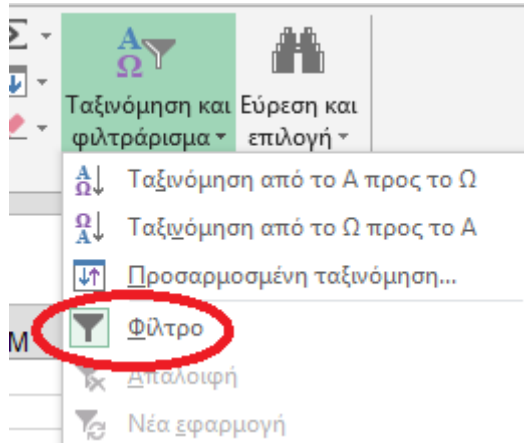 Σ
Α
Ω
Ταξινόμηση και
φιλτράρισμα
Εύρεση και
επιλογή
Α
Ω
Ταξινόμηση από το Α προς το Ω
Ω
Α
Ταξινόμηση από το Ω προς το Α
Προσαρμοσμένη ταξινόμηση...
M
Φίλτρο
Απαλοιφή
Νέα εφαρμογή